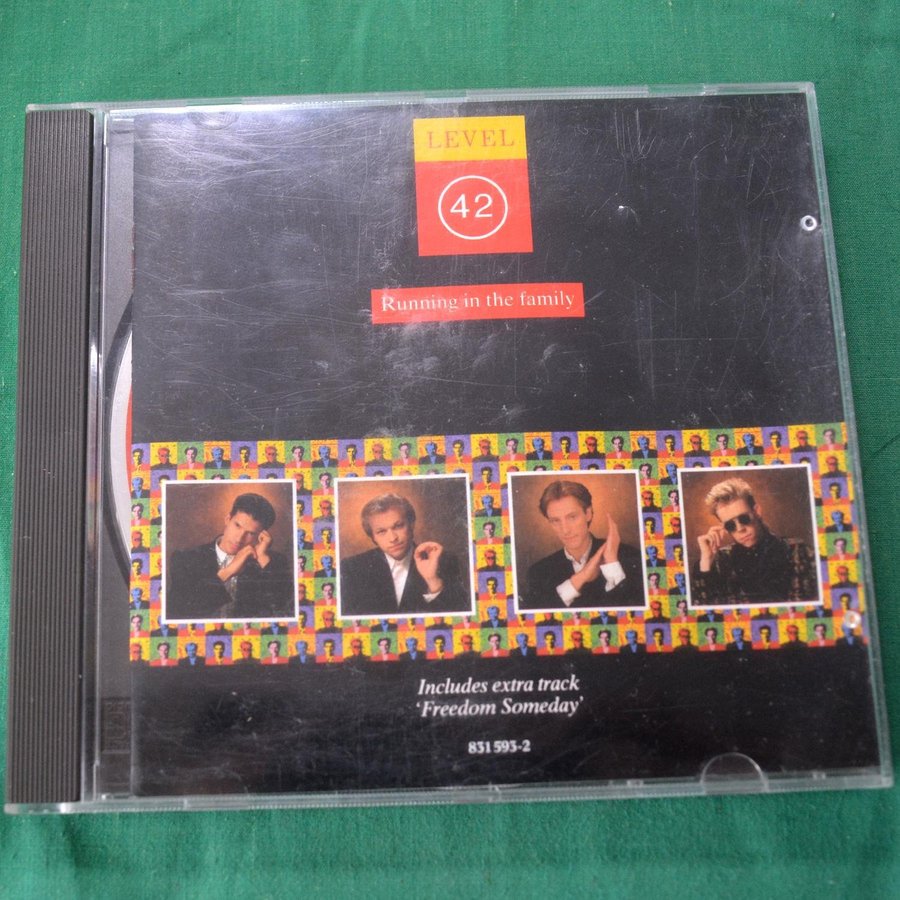 LEVEL
42
Running in the family
Includes extra track
‘Freedom Someday’
831 593-2